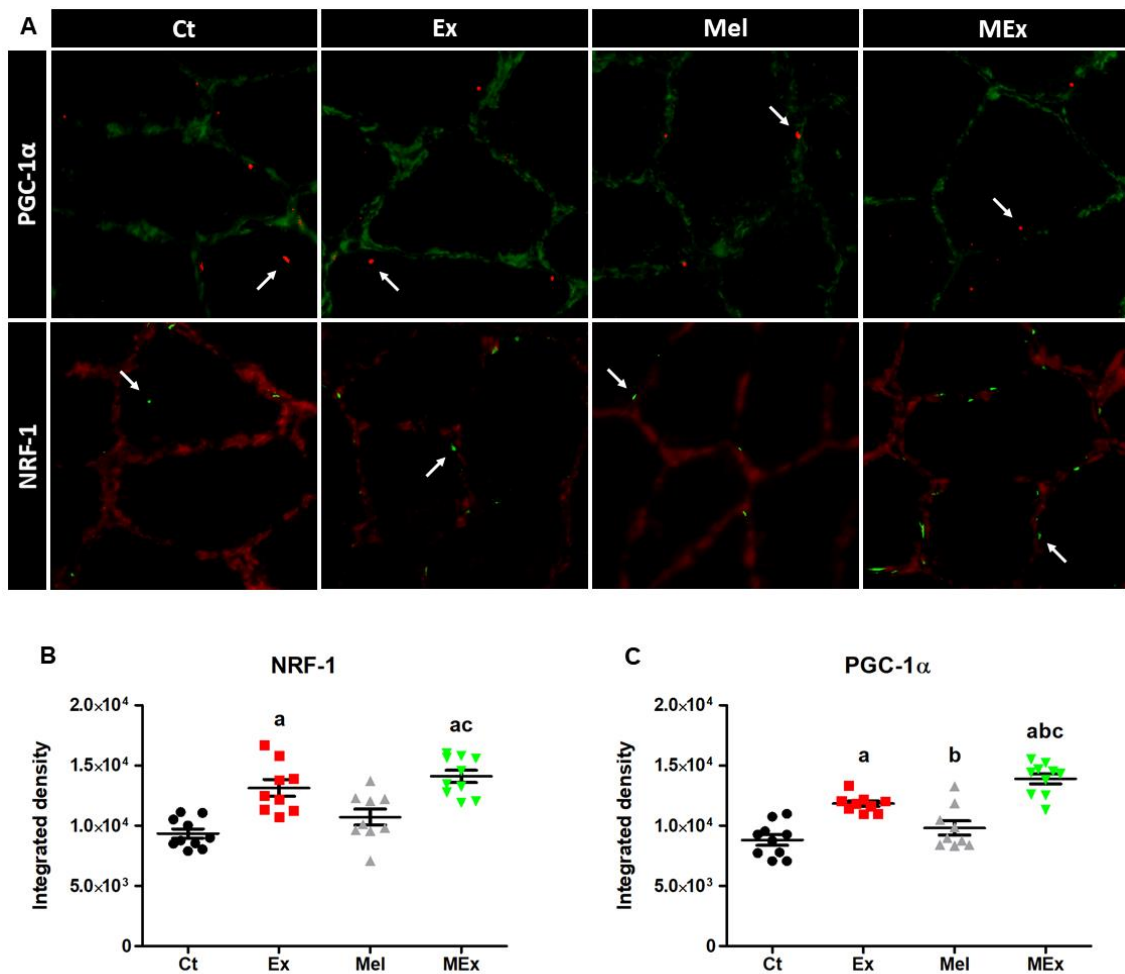 A
Ct Ex Mel MEx
PGC-1α
NRF-1
B
NRF-1
Integrated density
2.0×10⁴
1.5×10⁴
1.0×10⁴
5.0×10³
0
a
ac
Ct Ex Mel MEx
C
PGC-1α
Integrated density
2.0×10⁴
1.5×10⁴
1.0×10⁴
5.0×10³
0
a
b
abc
Ct Ex Mel MEx